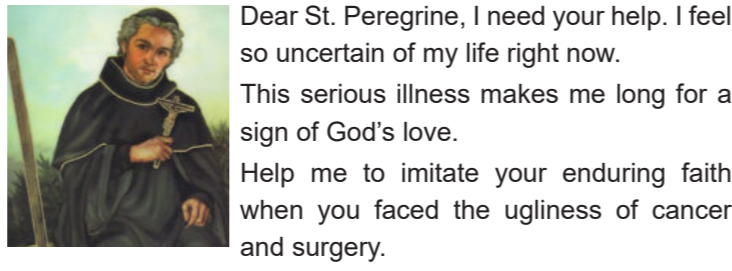 Dear St. Peregrine, I need your help. I feel
so uncertain of my life right now.
This serious illness makes me long for a
sign of God’s love.
Help me to imitate your enduring faith
when you faced the ugliness of cancer
and surgery.